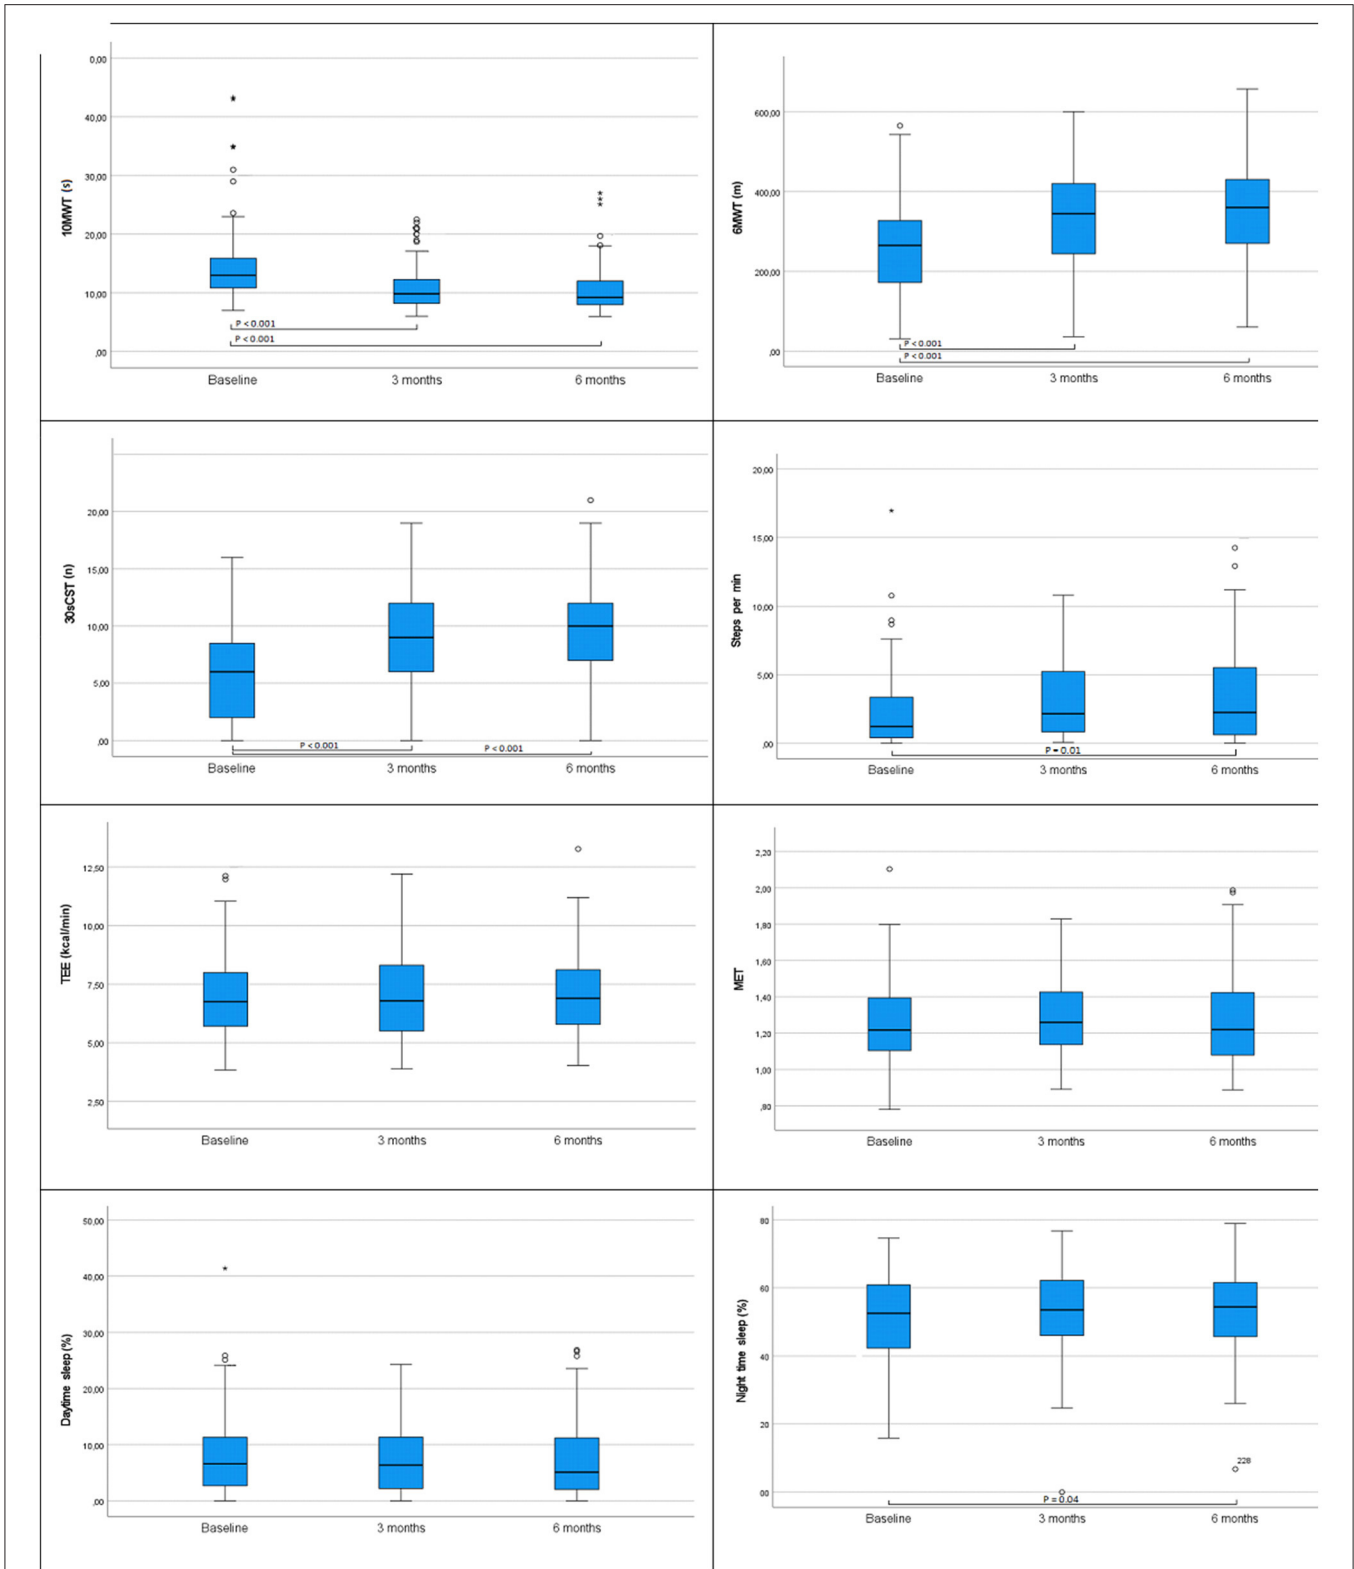 0,00
40,00
30,00
20,00
10,00
,00
10MWT (s)
P < 0.001
P < 0.001
Baseline
3 months
6 months
600,00
400,00
200,00
,00
6MWT (m)
P < 0.001
P < 0.001
Baseline
3 months
6 months
20,00
15,00
10,00
5,00
,00
30sCST (n)
P < 0.001
P < 0.001
Baseline
3 months
6 months
20,00
15,00
10,00
5,00
,00
Steps per min
P = 0.01
Baseline
3 months
6 months
12,50
10,00
7,50
5,00
2,50
TEE (kcal/min)
Baseline
3 months
6 months
2,20
2,00
1,80
1,60
1,40
1,20
1,00
,80
MET
Baseline
3 months
6 months
50,00
40,00
30,00
20,00
10,00
,00
Daytime sleep (%)
Baseline
3 months
6 months
80
60
40
20
00
Night time sleep (%)
228
P = 0.04
Baseline
3 months
6 months